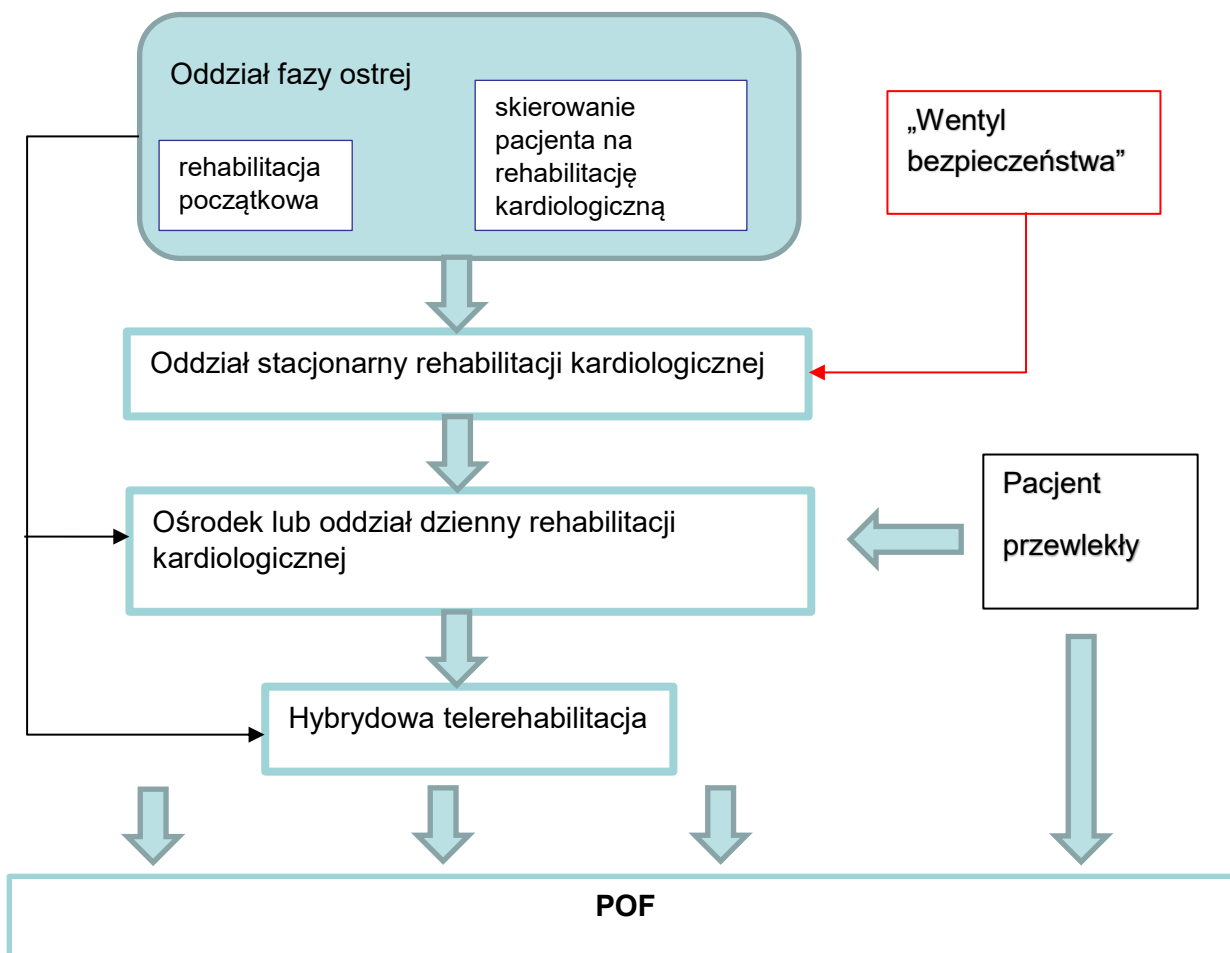 Oddział fazy ostrej
rehabilitacja
początkowa
skierowanie
pacjenta na
rehabilitację
kardiologiczną
„Wentyl
bezpieczeństwa”
Oddział stacjonarny rehabilitacji kardiologicznej
Ośrodek lub oddział dzienny rehabilitacji
kardiologicznej
Pacjent
przewlekły
Hybrydowa telerehabilitacja
POF